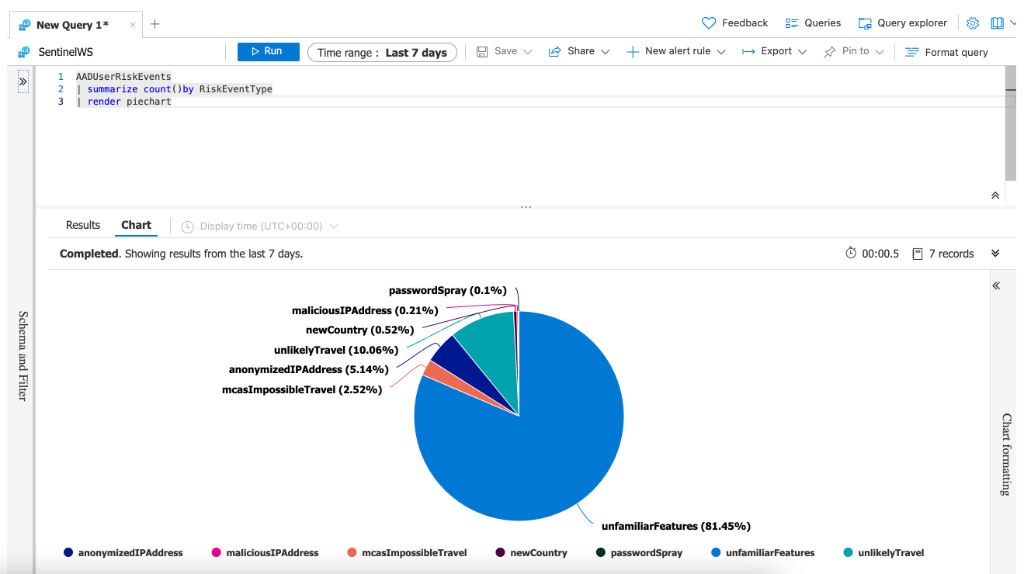 New Query 1* × +
Feedback Queries Query explorer
SentinelWS Run Time range : Last 7 days Save Share New alert rule Export Pin to Format query
1 AADUserRiskEvents
2 | summarize count()by RiskEventType
3 | render piechart
Results Chart Display time (UTC+00:00)
Completed. Showing results from the last 7 days. 00:00.5 7 records
Schema and Filter
passwordSpray (0.1%)
maliciousIPAddress (0.21%)
newCountry (0.52%)
unlikelyTravel (10.06%)
anonymizedIPAddress (5.14%)
mcasImpossibleTravel (2.52%)
unfamiliarFeatures (81.45%)
Chart formatting
anonymizedIPAddress maliciousIPAddress mcasImpossibleTravel newCountry passwordSpray unfamiliarFeatures unlikelyTravel